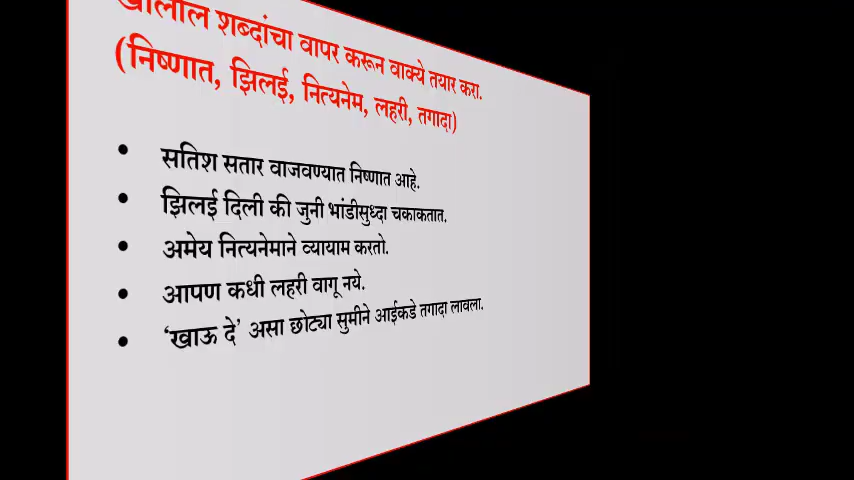 खालील शब्दांचा वापर करून वाक्ये तयार करा.
(निष्णात, झिलई, नित्यनेम, लहरी, तगादा)
• सतिश सतार वाजवण्यात निष्णात आहे.
• झिलई दिली की जुनी भांडीसुध्दा चकाकतात.
• अमेय नित्यनेमाने व्यायाम करतो.
• आपण कधी लहरी वागू नये.
• ‘खाऊ दे’ असा छोट्या सुमीने आईकडे तगादा लावला.